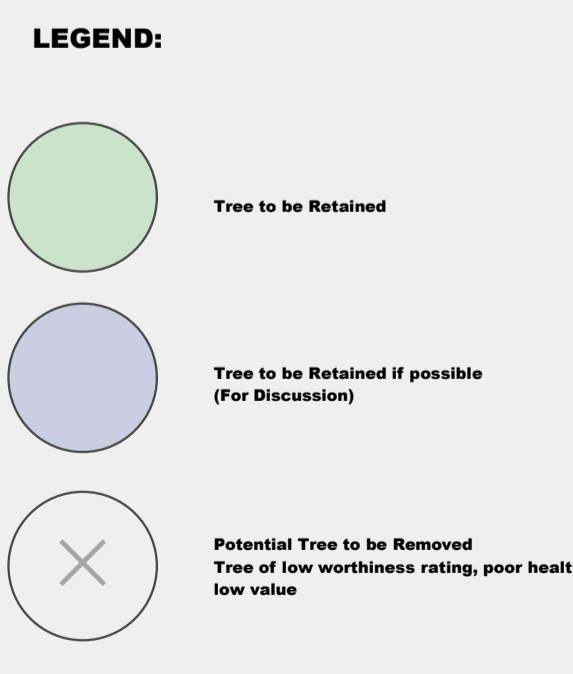 LEGEND:
Tree to be Retained
Tree to be Retained if possible
(For Discussion)
Potential Tree to be Removed
Tree of low worthiness rating, poor healt
low value